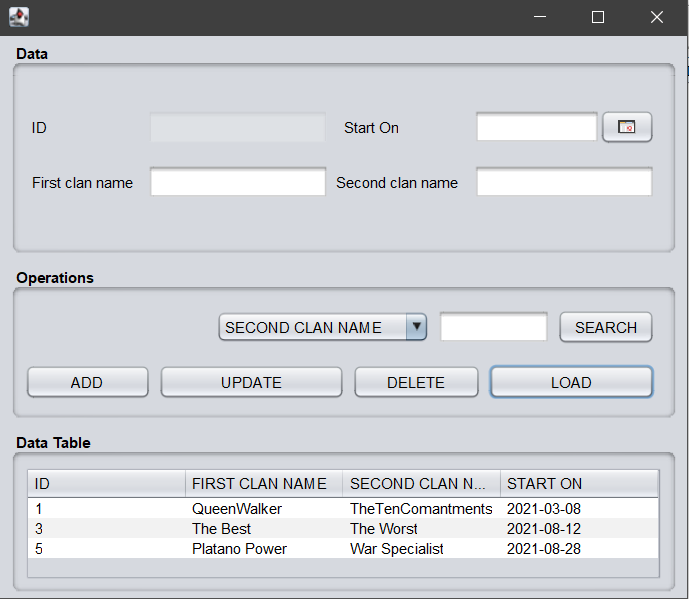 Data
ID Start On
First clan name Second clan name
Operations
SECOND CLAN NAME SEARCH
ADD UPDATE DELETE LOAD
Data Table
ID FIRST CLAN NAME SECOND CLAN N... START ON
1 QueenWalker TheTenComantments 2021-03-08
3 The Best The Worst 2021-08-12
5 Platano Power War Specialist 2021-08-28